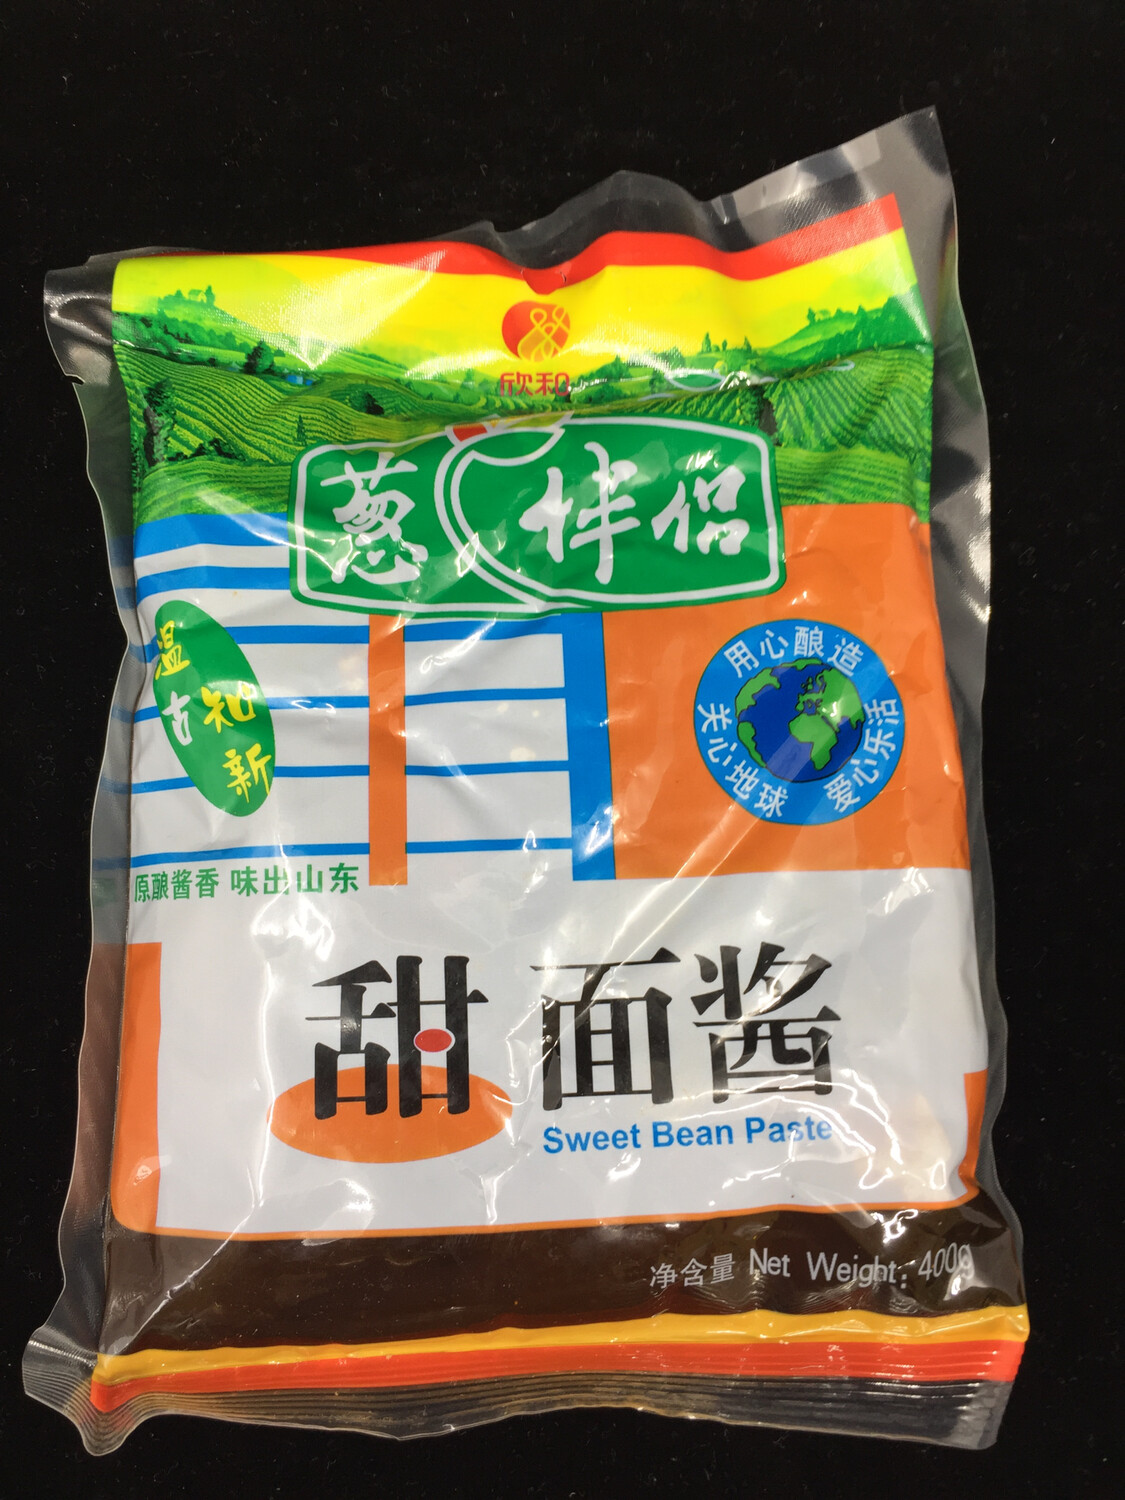 欣和
葱伴侣
温古知新
用心酿造
关心地球
爱心乐活
原酿酱香 味出山东
甜面酱
Sweet Bean Paste
净含量 Net Weight: 400g